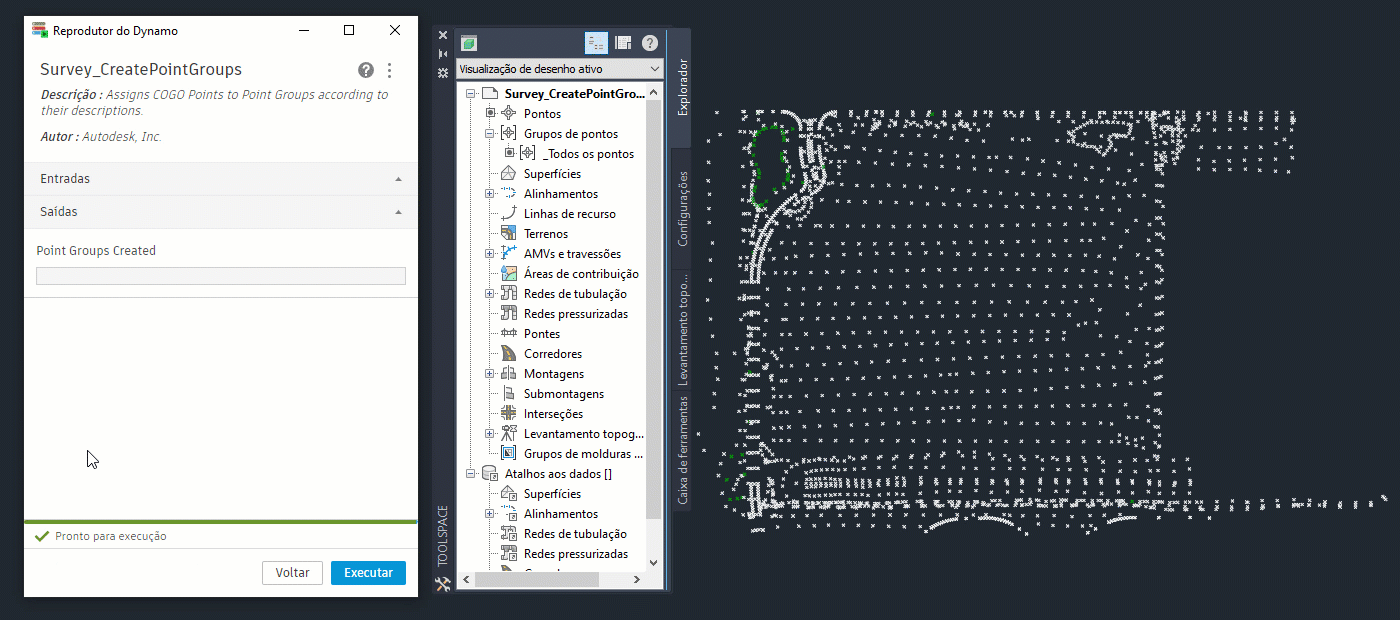 Reprodutor do Dynamo
Survey_CreatePointGroups
Descrição : Assigns COGO Points to Point Groups according to
their descriptions.
Autor : Autodesk, Inc.
Entradas
Saídas
Point Groups Created
Pronto para execução
Voltar
Executar
TOOLSPACE
Visualização de desenho ativo
Survey_CreatePointGro...
Pontos
Grupos de pontos
_Todos os pontos
Superfícies
Alinhamentos
Linhas de recurso
Terrenos
AMVs e travessões
Áreas de contribuição
Redes de tubulação
Redes pressurizadas
Pontes
Corredores
Montagens
Submontagens
Interseções
Levantamento topog...
Grupos de molduras ...
Atalhos aos dados []
Superfícies
Alinhamentos
Redes de tubulação
Redes pressurizadas
Explorador
Configurações
Levantamento topo...
Caixa de ferramentas